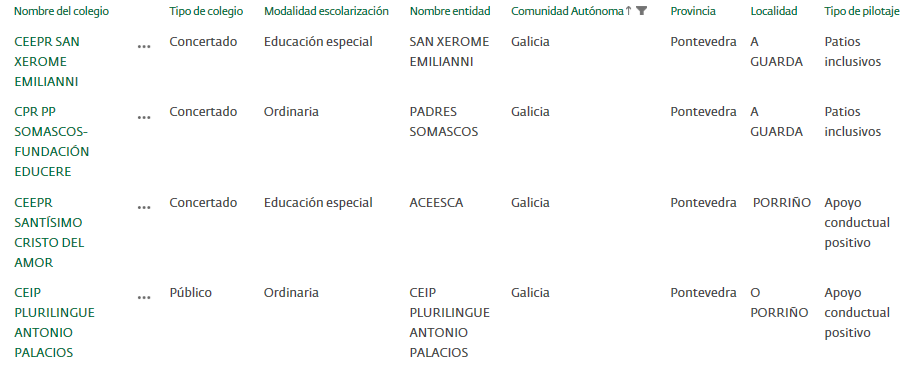 Nombre del colegio Tipo de colegio Modalidad escolarización Nombre entidad Comunidad Autónoma↑ Provincia Localidad Tipo de pilotaje
CEEPR SAN ... Concertado Educación especial SAN XEROME Galicia Pontevedra A Patios
XEROME EMILIANNI GUARDA inclusivos
EMILIANNI
CPR PP ... Concertado Ordinaria PADRES Galicia Pontevedra A Patios
SOMASCOS- SOMASCOS GUARDA inclusivos
FUNDACIÓN
EDUCERE
CEEPR ... Concertado Educación especial ACEESCA Galicia Pontevedra PORRIÑO Apoyo
SANTÍSIMO conductual
CRISTO DEL positivo
AMOR
CEIP ... Público Ordinaria CEIP Galicia Pontevedra O Apoyo
PLURILINGUE PLURILINGUE PORRIÑO conductual
ANTONIO ANTONIO positivo
PALACIOS PALACIOS